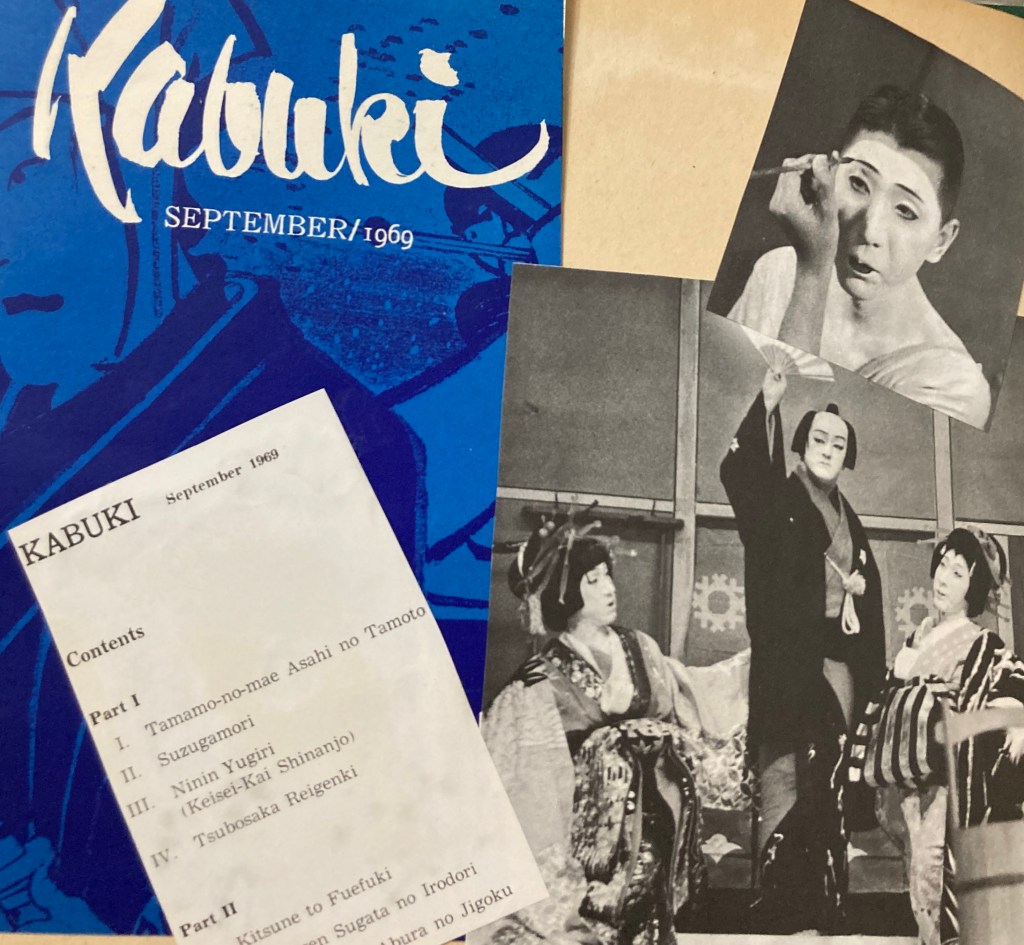 Kabuki
SEPTEMBER/1969
KABUKI September 1969
Contents
Part I
I. Tamamo-no-mae Asahi no Tamoto
II. Suzugamori
III. Ninin Yugiri
(Keisei-Kai Shinanjo)
IV. Tsubosaka Reigenki
Part II
Kitsune to Fuefuki
Sugata no Irodori
no Jigoku